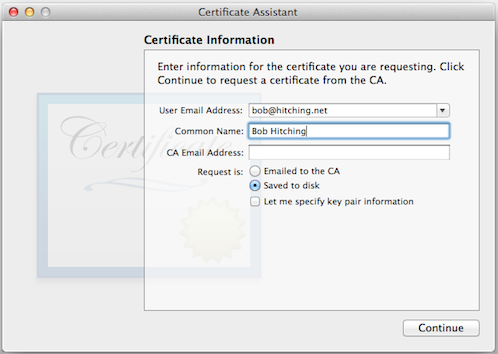 Certificate Assistant
Certificate Information
Enter information for the certificate you are requesting. Click
Continue to request a certificate from the CA.
User Email Address: bob@hitching.net
Common Name: Bob Hitching
CA Email Address:
Request is: Emailed to the CA
Saved to disk
Let me specify key pair information
Certificate
Continue